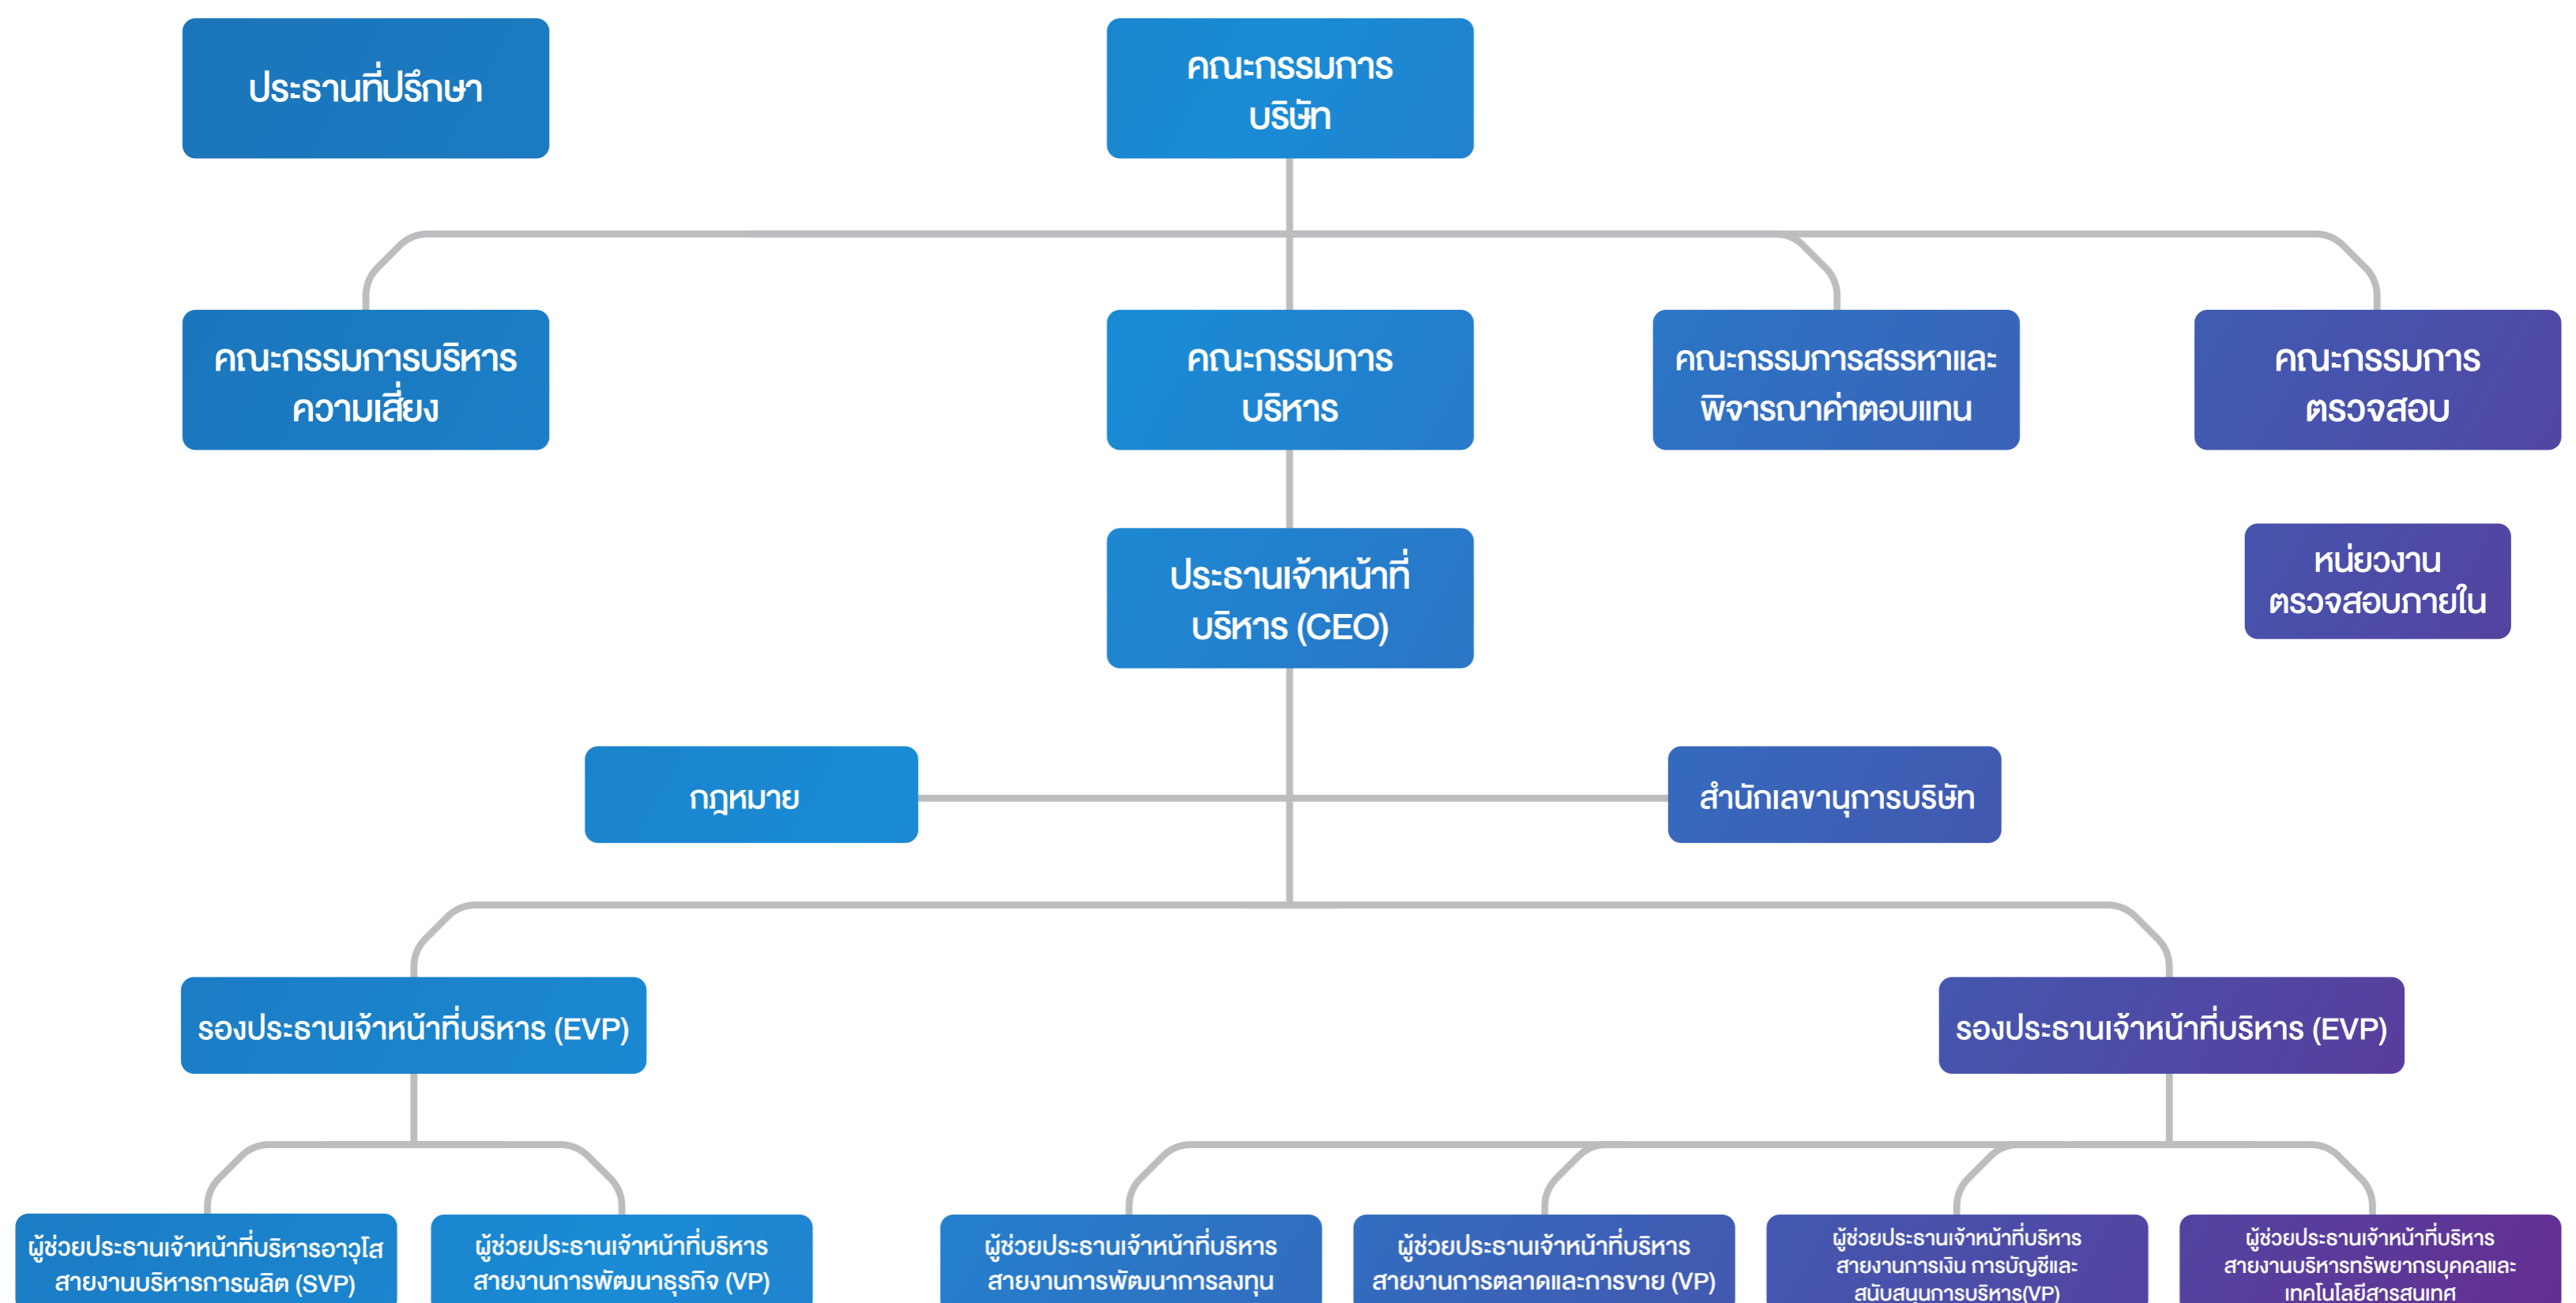 ประธานที่ปรึกษา
คณะกรรมการ
บริษัท
คณะกรรมการบริหาร
ความเสี่ยง
คณะกรรมการ
บริหาร
คณะกรรมการสรรหาและ
พิจารณาค่าตอบแทน
คณะกรรมการ
ตรวจสอบ
ประธานเจ้าหน้าที่
บริหาร (CEO)
หน่ยวงาน
ตรวจสอบภายใน
กฎหมาย
สำนักเลขานุการบริษัท
รองประธานเจ้าหน้าที่บริหาร (EVP)
รองประธานเจ้าหน้าที่บริหาร (EVP)
ผู้ช่วยประธานเจ้าหน้าที่บริหารอาวุโส
สายงานบริหารการผลิต (SVP)
ผู้ช่วยประธานเจ้าหน้าที่บริหาร
สายงานการพัฒนาธุรกิจ (VP)
ผู้ช่วยประธานเจ้าหน้าที่บริหาร
สายงานการพัฒนาการลงทุน
ผู้ช่วยประธานเจ้าหน้าที่บริหาร
สายงานการตลาดและการขาย (VP)
ผู้ช่วยประธานเจ้าหน้าที่บริหาร
สายงานการเงิน การบัญชีและ
สนับสนุนการบริหาร(VP)
ผู้ช่วยประธานเจ้าหน้าที่บริหาร
สายงานบริหารทรัพยากรบุคคลและ
เทคโนโลยีสารสนเทศ